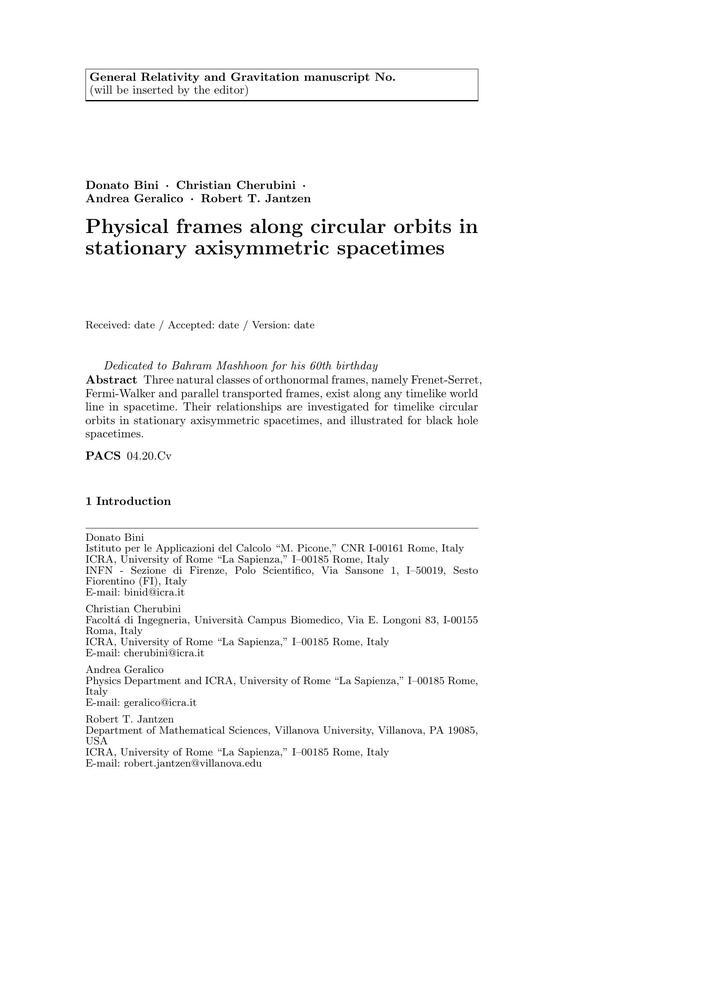 General Relativity and Gravitation manuscript No.
(will be inserted by the editor)
Donato Bini · Christian Cherubini ·
Andrea Geralico · Robert T. Jantzen
Physical frames along circular orbits in
stationary axisymmetric spacetimes
Received: date / Accepted: date / Version: date
Dedicated to Bahram Mashhoon for his 60th birthday
Abstract Three natural classes of orthonormal frames, namely Frenet-Serret,
Fermi-Walker and parallel transported frames, exist along any timelike world
line in spacetime. Their relationships are investigated for timelike circular
orbits in stationary axisymmetric spacetimes, and illustrated for black hole
spacetimes.
PACS 04.20.Cv
1 Introduction
Donato Bini
Istituto per le Applicazioni del Calcolo “M. Picone,” CNR I-00161 Rome, Italy
ICRA, University of Rome “La Sapienza,” I–00185 Rome, Italy
INFN - Sezione di Firenze, Polo Scientifico, Via Sansone 1, I–50019, Sesto
Fiorentino (FI), Italy
E-mail: binid@icra.it
Christian Cherubini
Facoltá di Ingegneria, Università Campus Biomedico, Via E. Longoni 83, I-00155
Roma, Italy
ICRA, University of Rome “La Sapienza,” I–00185 Rome, Italy
E-mail: cherubini@icra.it
Andrea Geralico
Physics Department and ICRA, University of Rome “La Sapienza,” I–00185 Rome,
Italy
E-mail: geralico@icra.it
Robert T. Jantzen
Department of Mathematical Sciences, Villanova University, Villanova, PA 19085,
USA
ICRA, University of Rome “La Sapienza,” I–00185 Rome, Italy
E-mail: robert.jantzen@villanova.edu